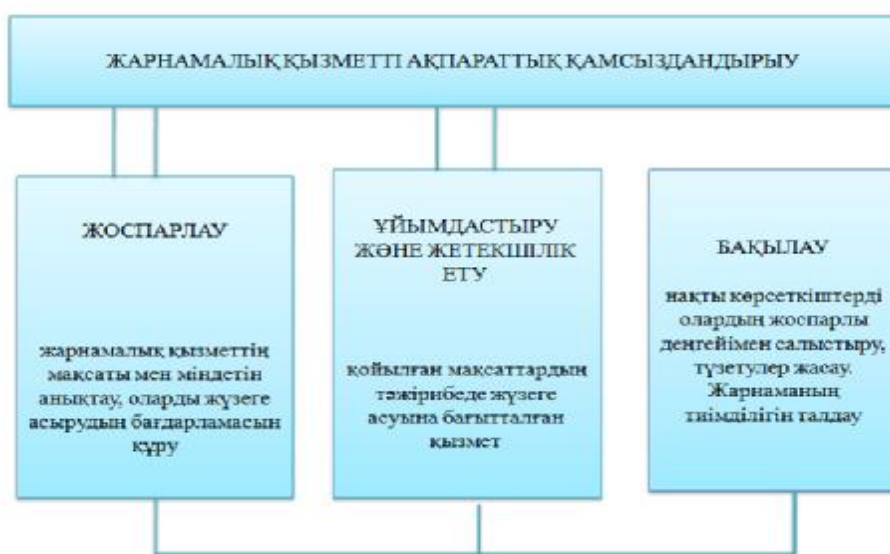 ЖАРНАМАЛЫҚ ҚЫЗМЕТТІ АҚПАРАТТЫҚ ҚАМСЫЗДАНДЫРЫУ
ЖОСПАРЛАУ
жарнамалық қызметтің
мақсаты мен міндетін
анықтау, оларды жүзеге
асырудың бағдарламасын
құру
ҰЙЫМДАСТЫРУ
ЖӘНЕ ЖЕТЕКШІЛІК
ЕТУ
қойылған мақсаттардың
тәжірибеде жүзеге
асуына бағытталған
қызмет
БАҚЫЛАУ
нақты көрсеткіштерді
олардың жоспарлы
деңгейімен салыстыру,
түзетулер жасау.
Жарнаманың
тиімділігін талдау